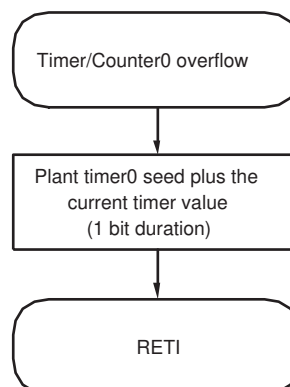 Timer/Counter0 overflow
Plant timer0 seed plus the
current timer value
(1 bit duration)
RETI